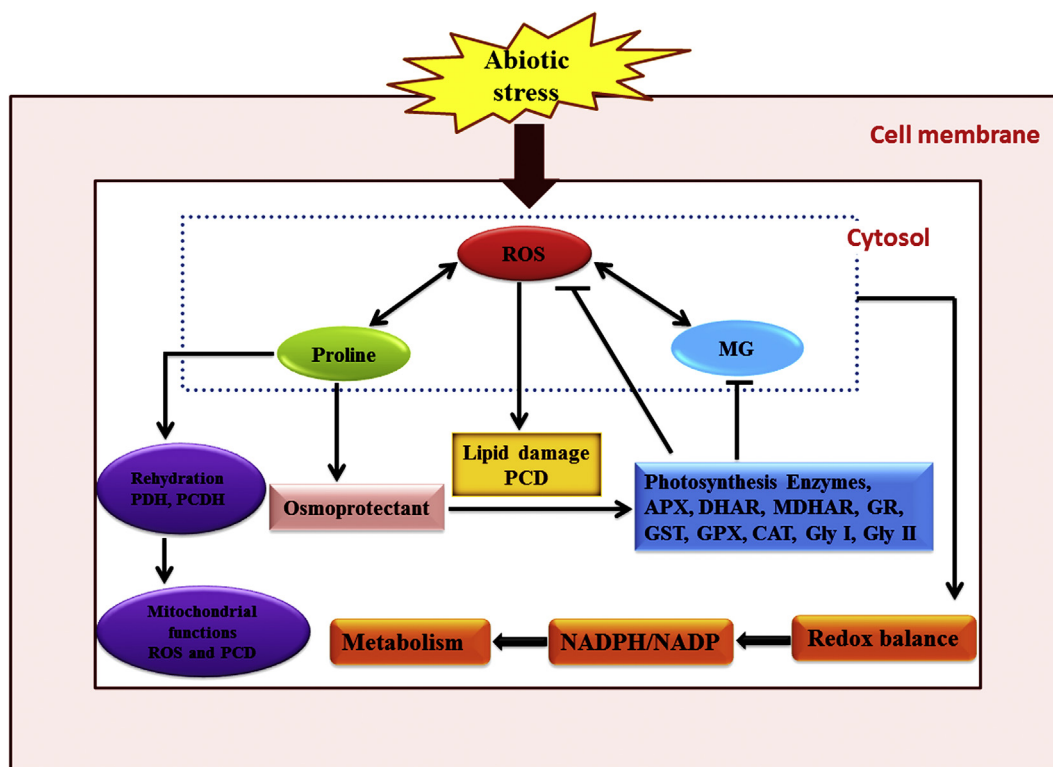 Abiotic
stress
Cell membrane
Cytosol
ROS
Proline
MG
Lipid damage
PCD
Rehydration
PDH, PCDH
Osmoprotectant
Photosynthesis Enzymes,
APX, DHAR, MDHAR, GR,
GST, GPX, CAT, Gly I, Gly II
Mitochondrial
functions
ROS and PCD
Metabolism
NADPH/NADP
Redox balance